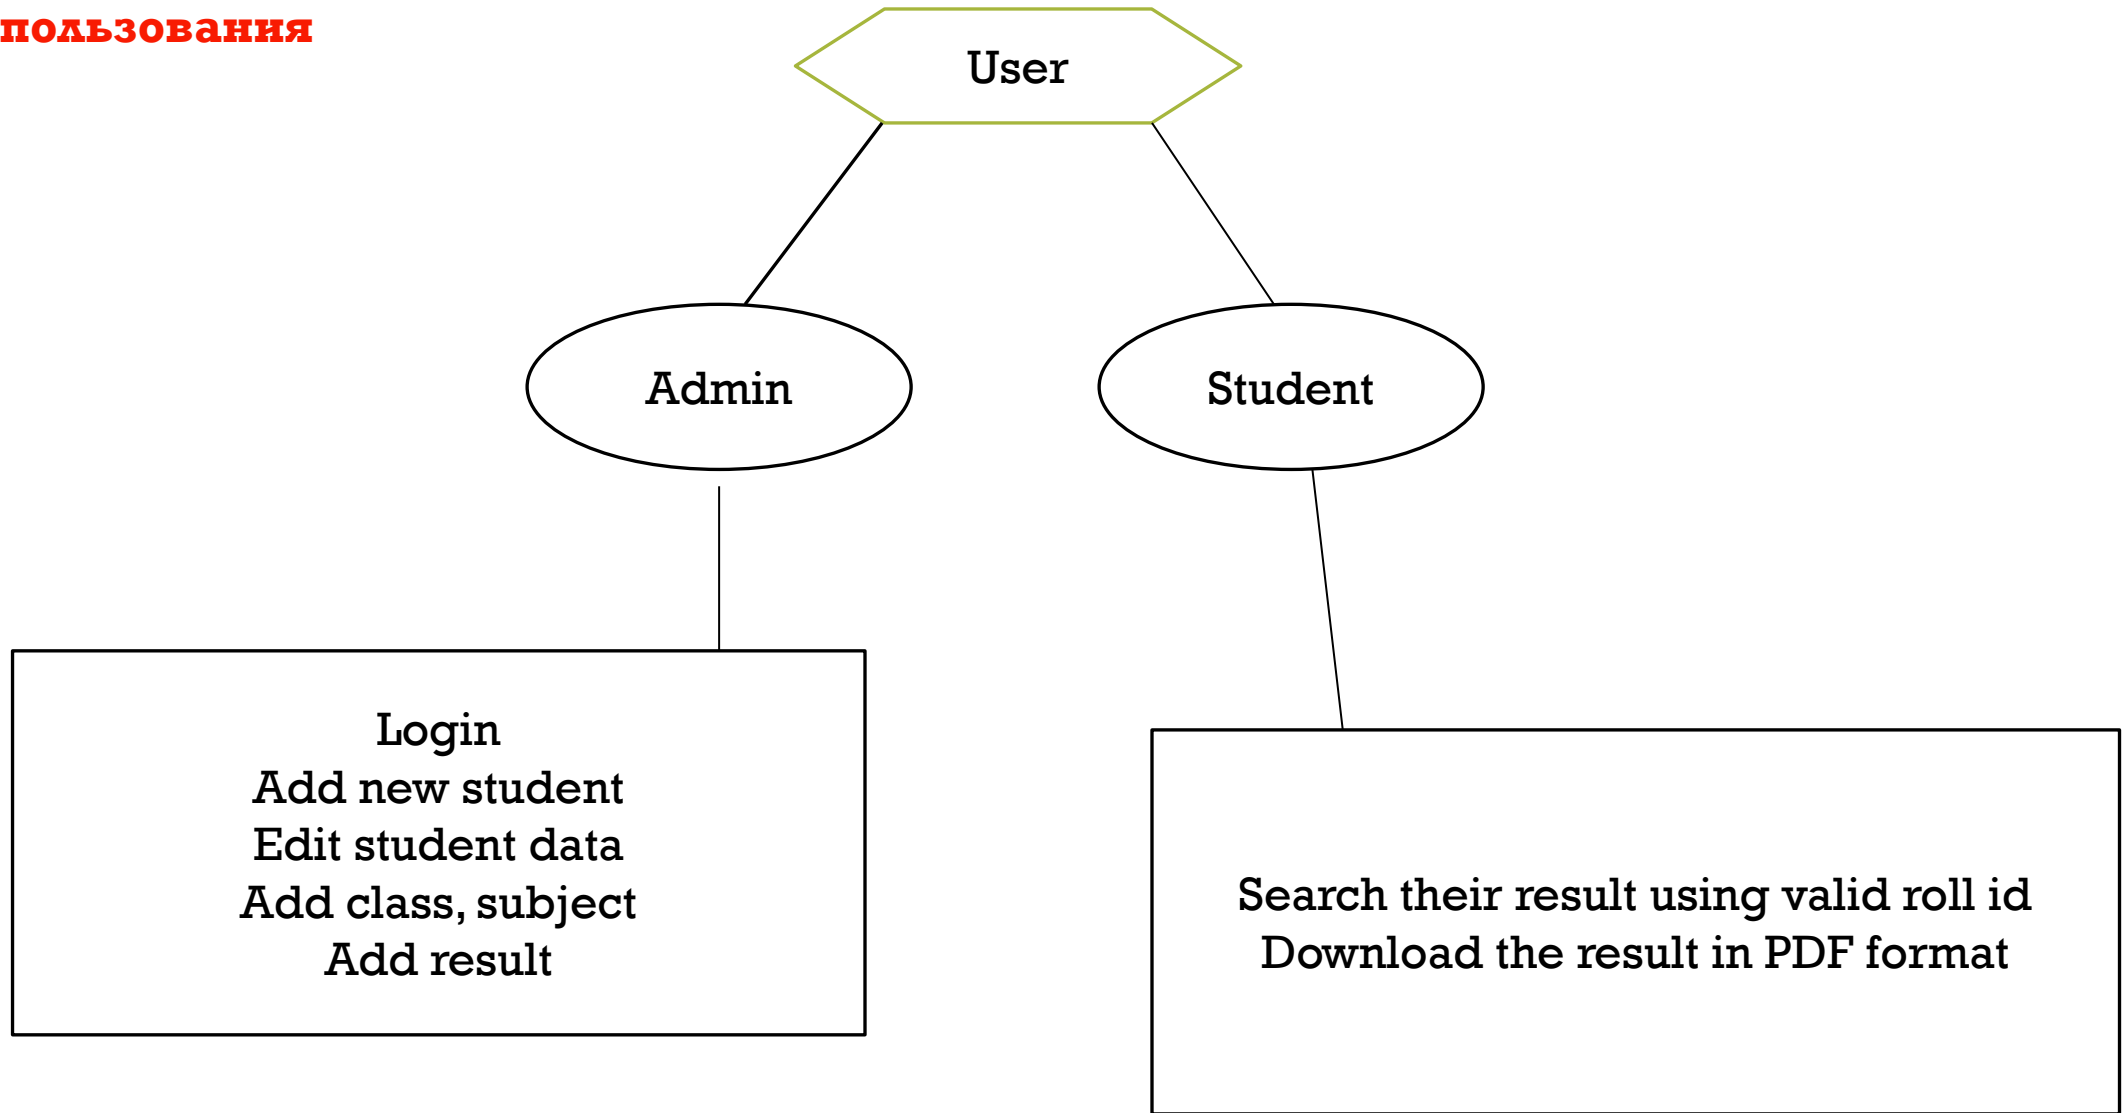 пользования
User
Admin
Student
Login
Add new student
Edit student data
Add class, subject
Add result
Search their result using valid roll id
Download the result in PDF format